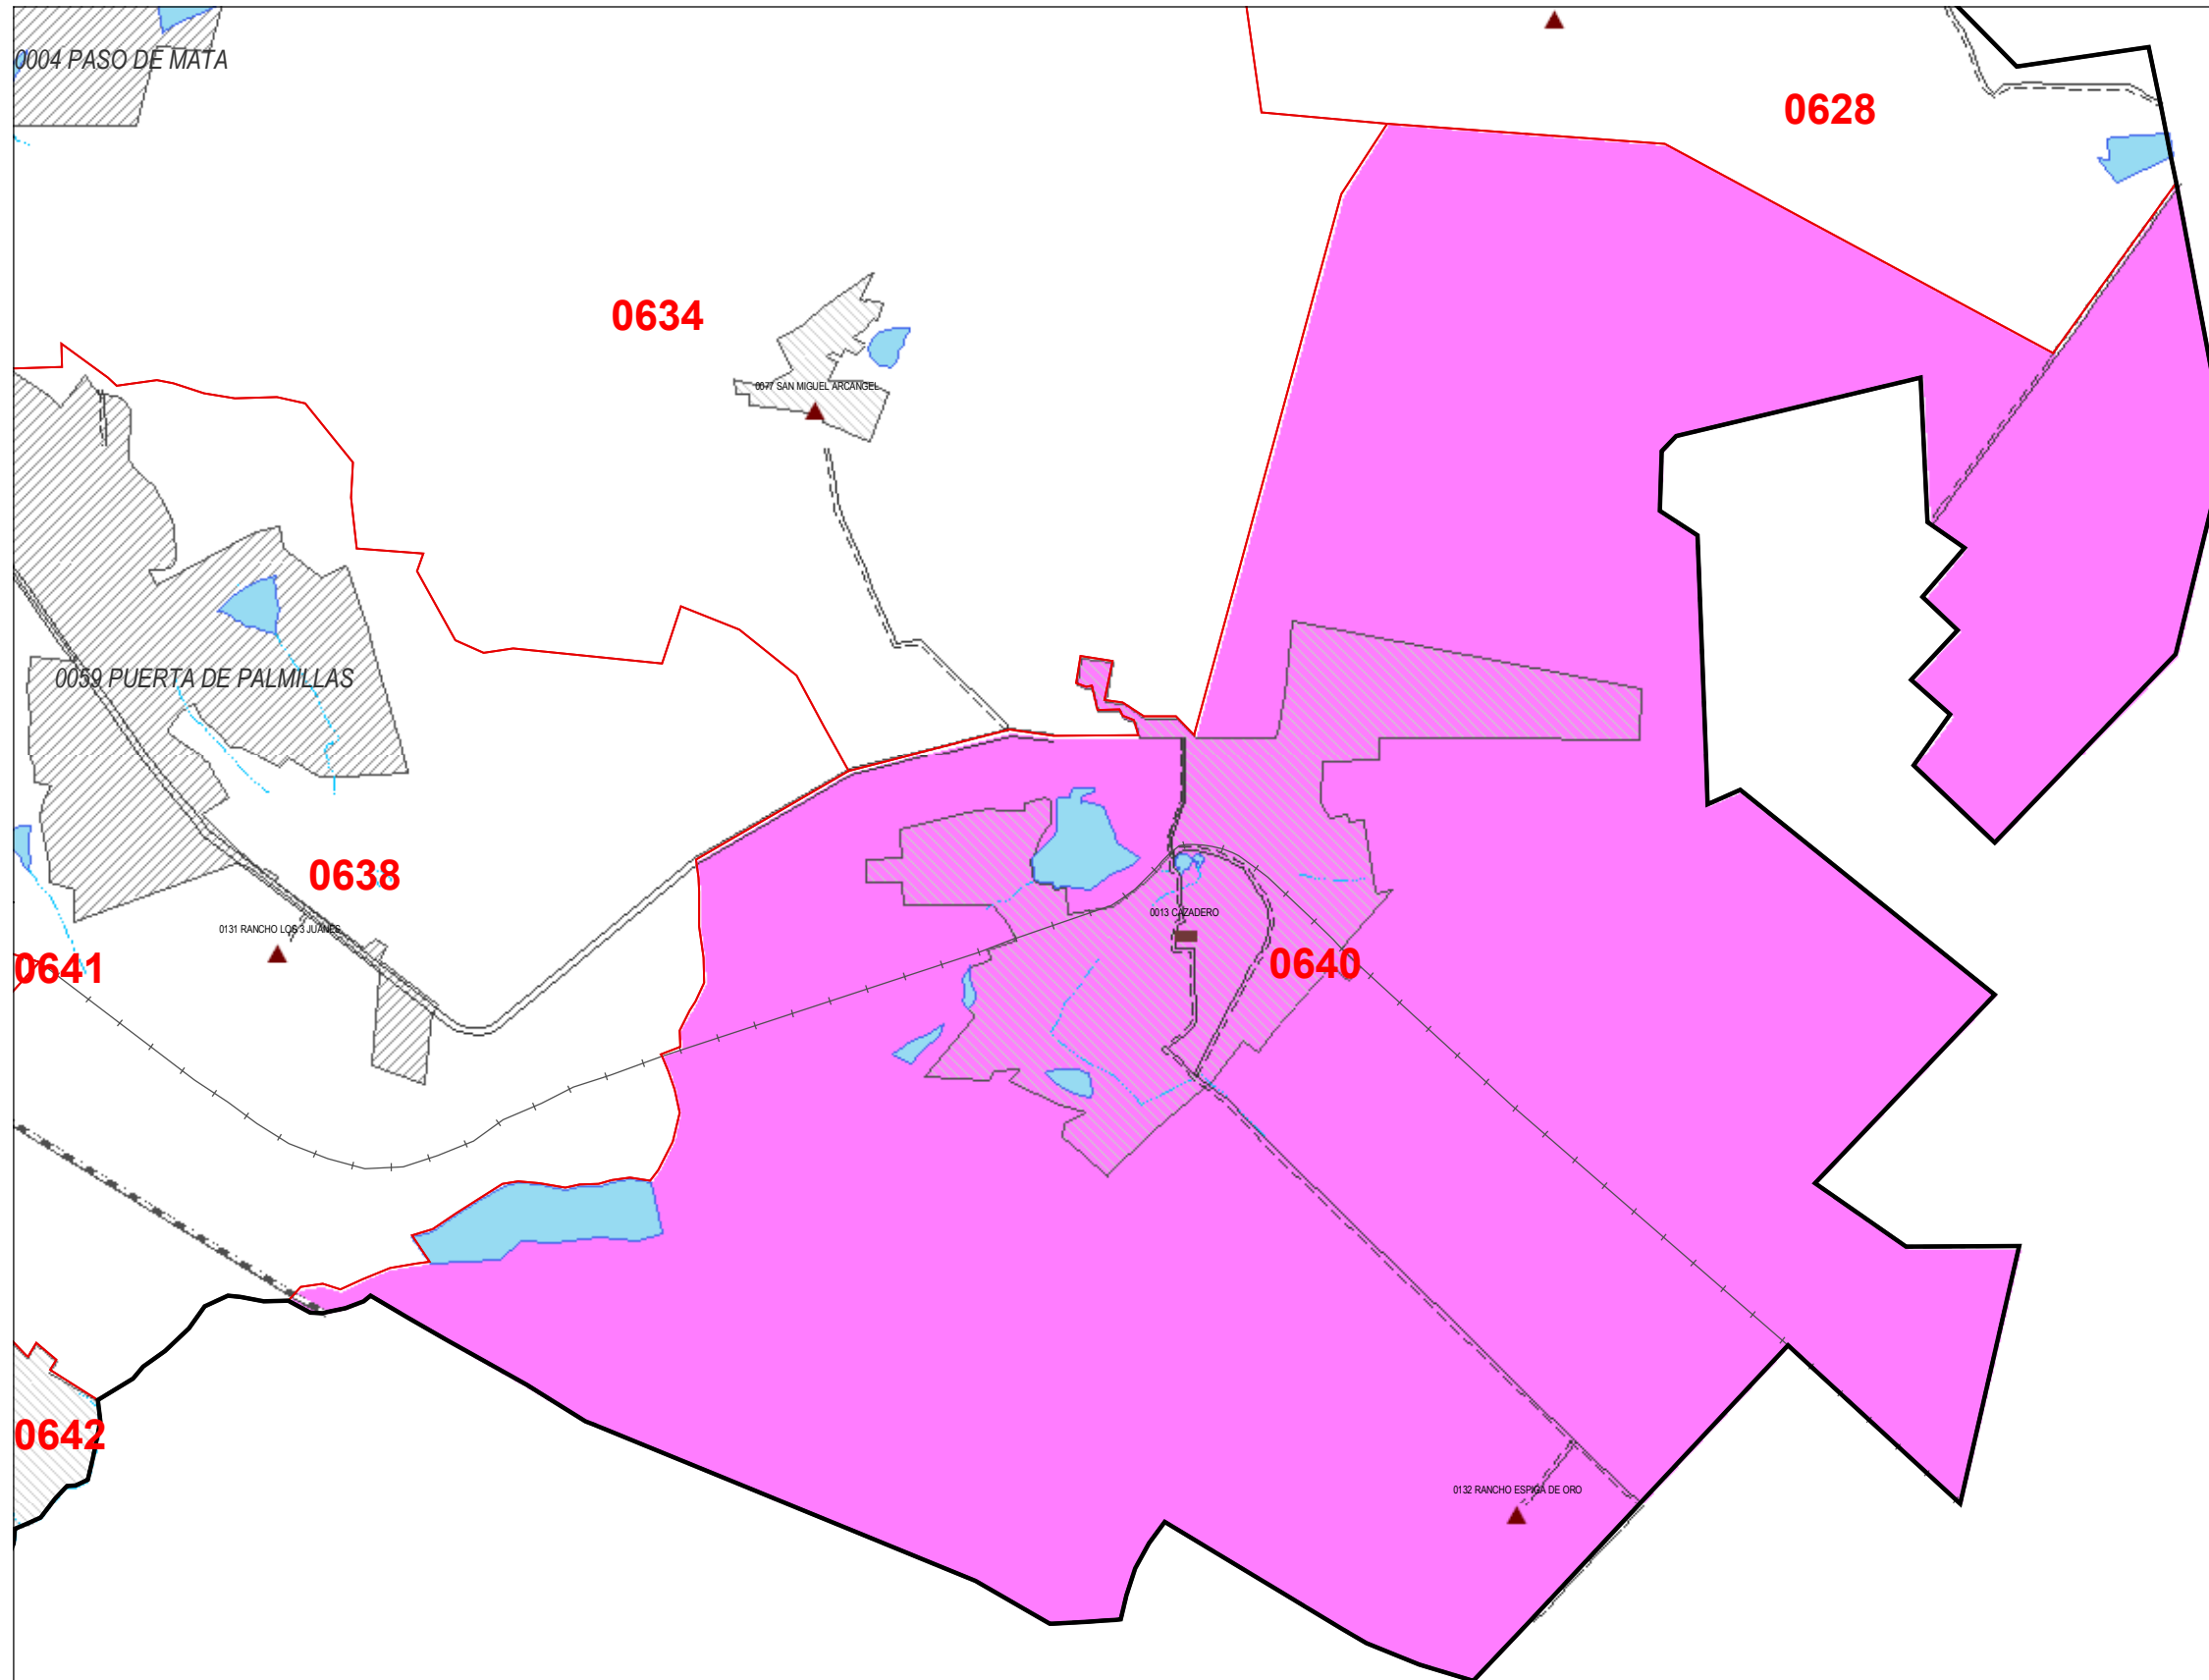 0004 PASO DE MATA
0628
0634
0077 SAN MIGUEL ARCANGEL
0059 PUERTA DE PALMILLAS
0638
0013 CAZADERO
0131 RANCHO LOS 3 JUANES
0640
0641
0642
0132 RANCHO ESPIGA DE ORO